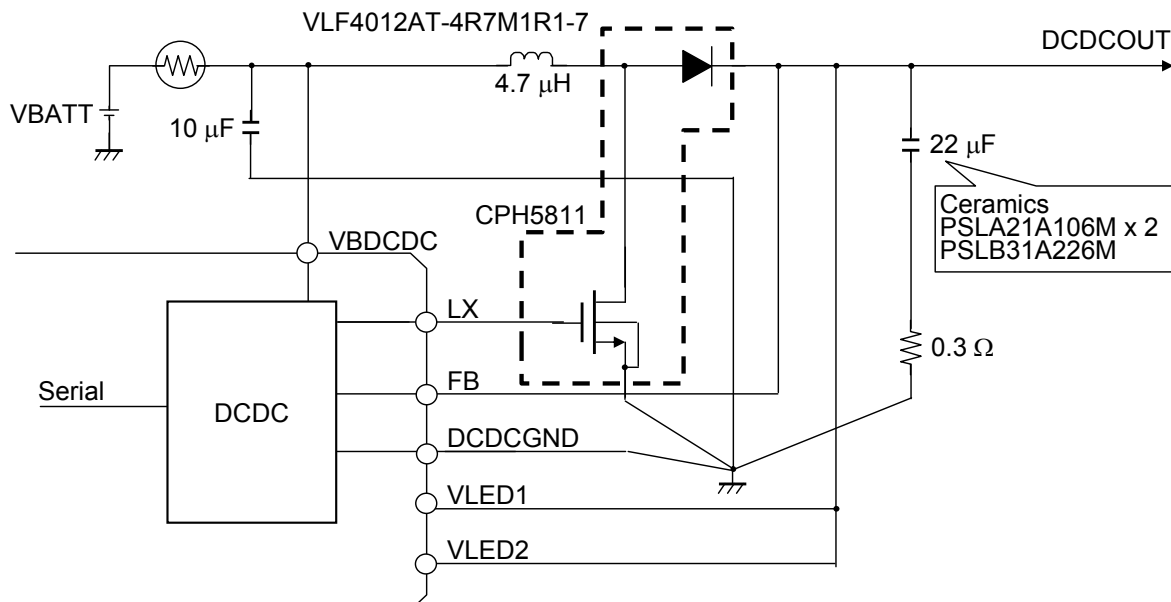 VLF4012AT-4R7M1R1-7
DCDCOUT
4.7 μH
VBATT
10 μF
22 μF
Ceramics
PSLA21A106M x 2
PSLB31A226M
CPH5811
VBDCDC
LX
0.3 Ω
FB
Serial
DCDC
DCDCGND
VLED1
VLED2